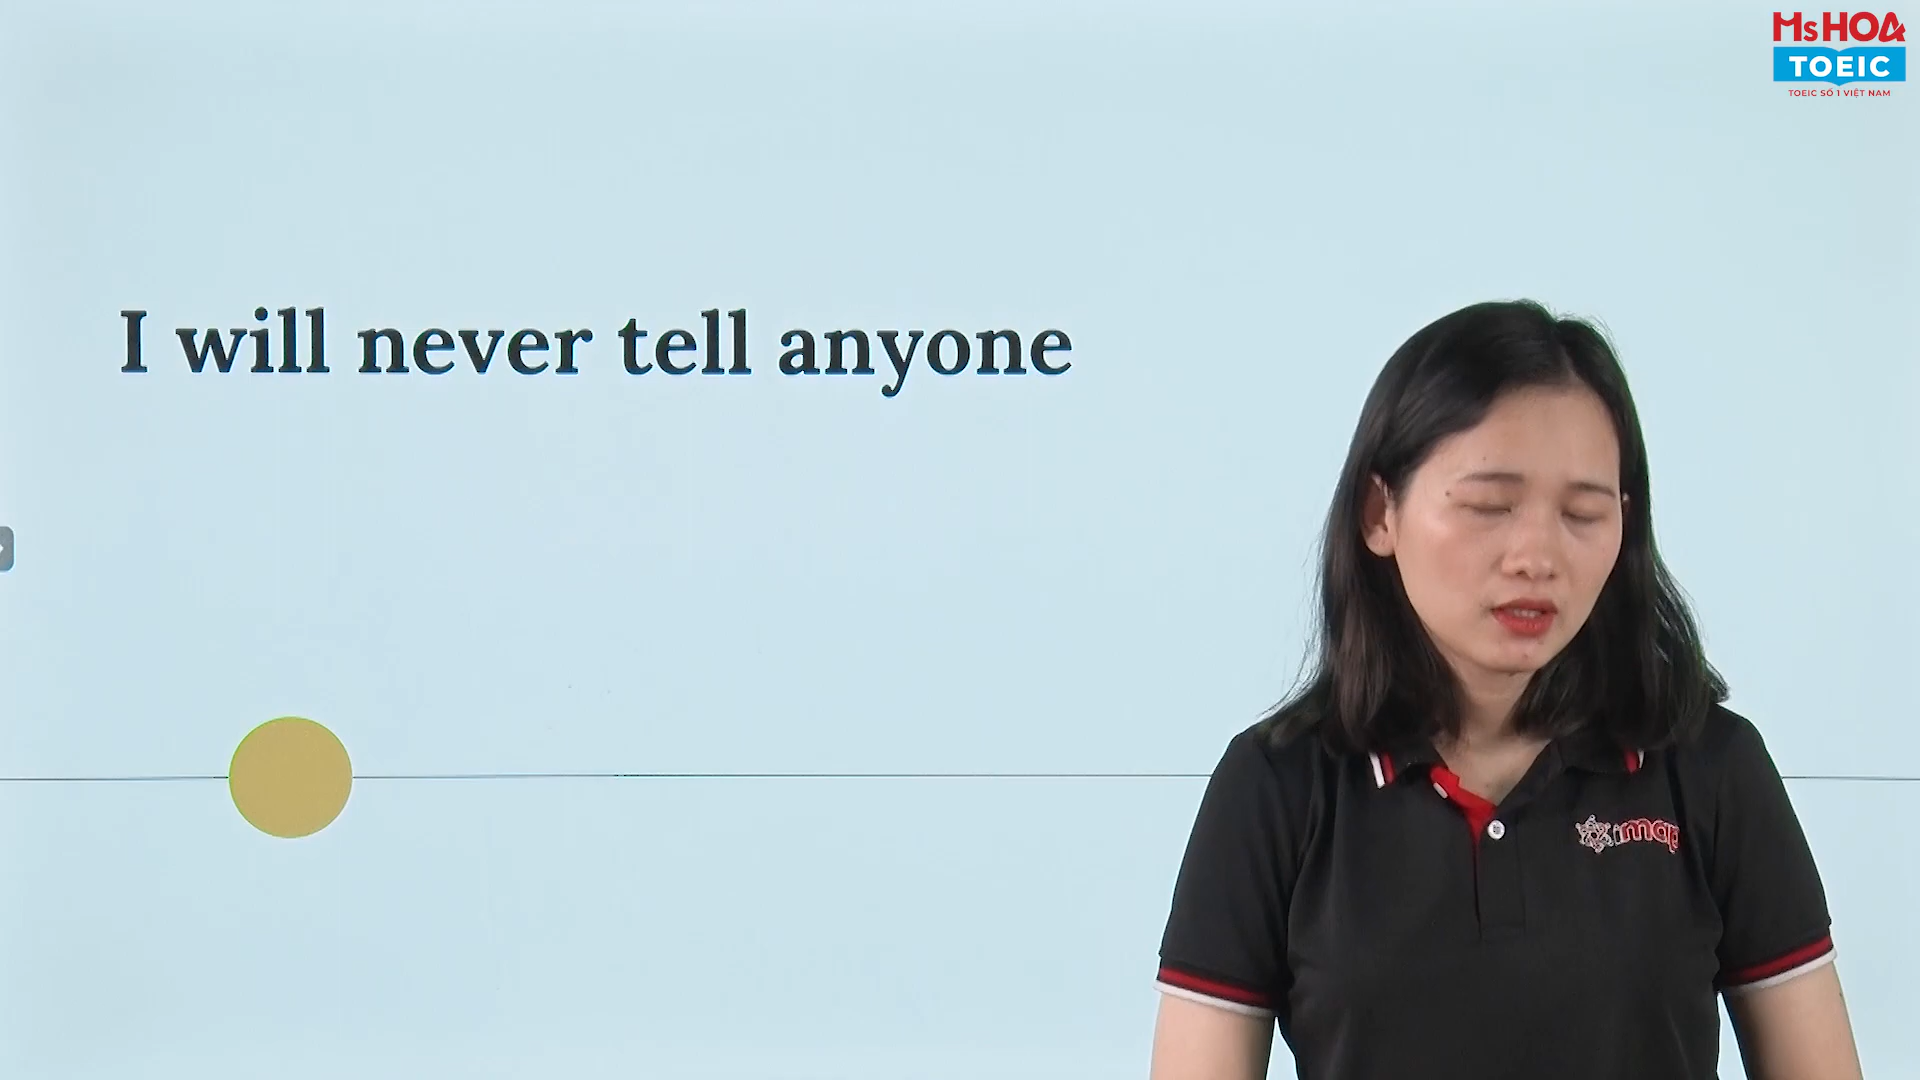 MsHOA
TOEIC
TOEIC SỐ 1 VIỆT NAM
I will never tell anyone
imap